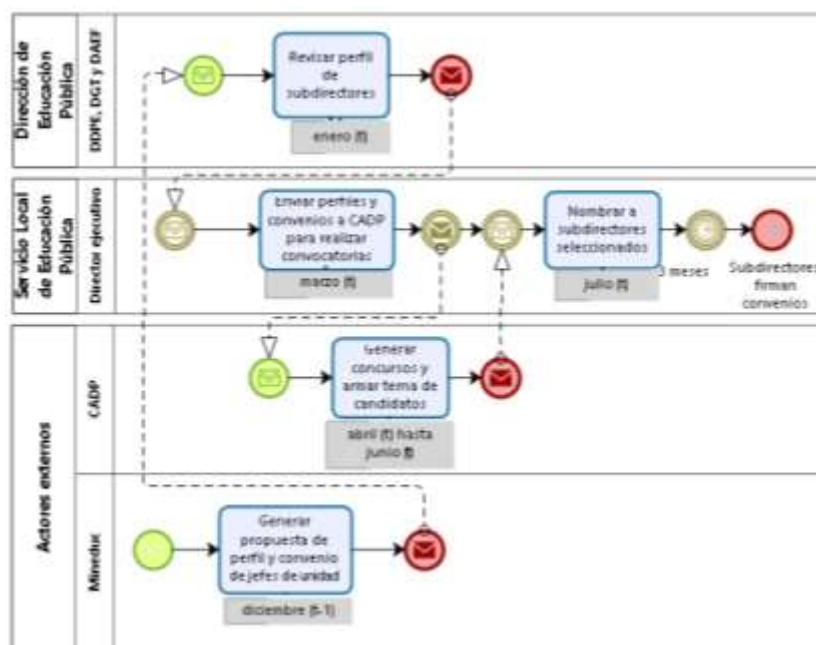 Dirección de
Educación
Pública
DDPE, DGT y DAEF
Revisar perfil
de
subdirectores
enero (t)
Servicio Local
de Educación
Pública
Director ejecutivo
Enviar perfiles y
convenios a CADP
para realizar
convocatorias
marzo (t)
Nombrar a
subdirectores
seleccionados
julio (t)
3 meses
Subdirectores
firman
convenios
Actores externos
CADP
Generar
concursos y
armar terna de
candidatos
abril (t) hasta
junio (t)
Mineduc
Generar
propuesta de
perfil y convenio
de jefes de unidad
diciembre (t-1)